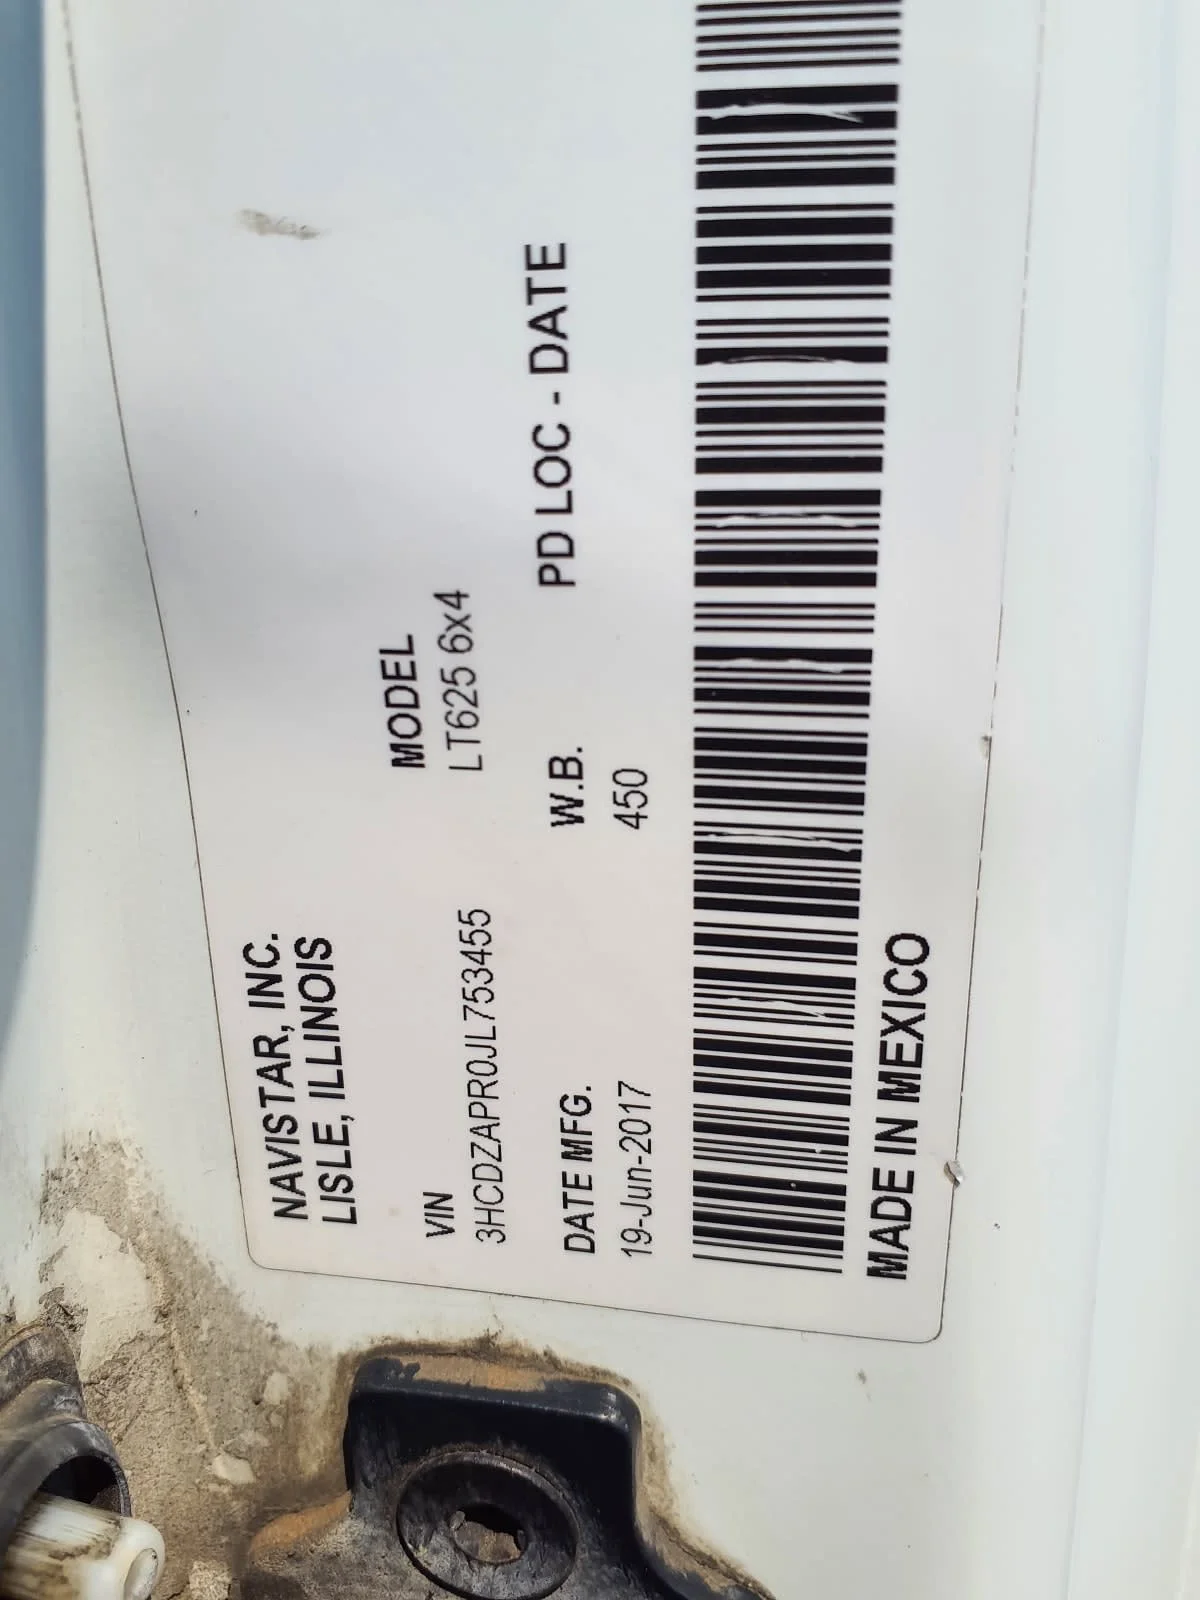 NAVISTAR, INC.
LISLE, ILLINOIS
VIN MODEL
3HCDZAPR0JL753455 LT625 6x4
DATE MFG. W.B. PD LOC - DATE
19-Jun-2017 450
MADE IN MEXICO